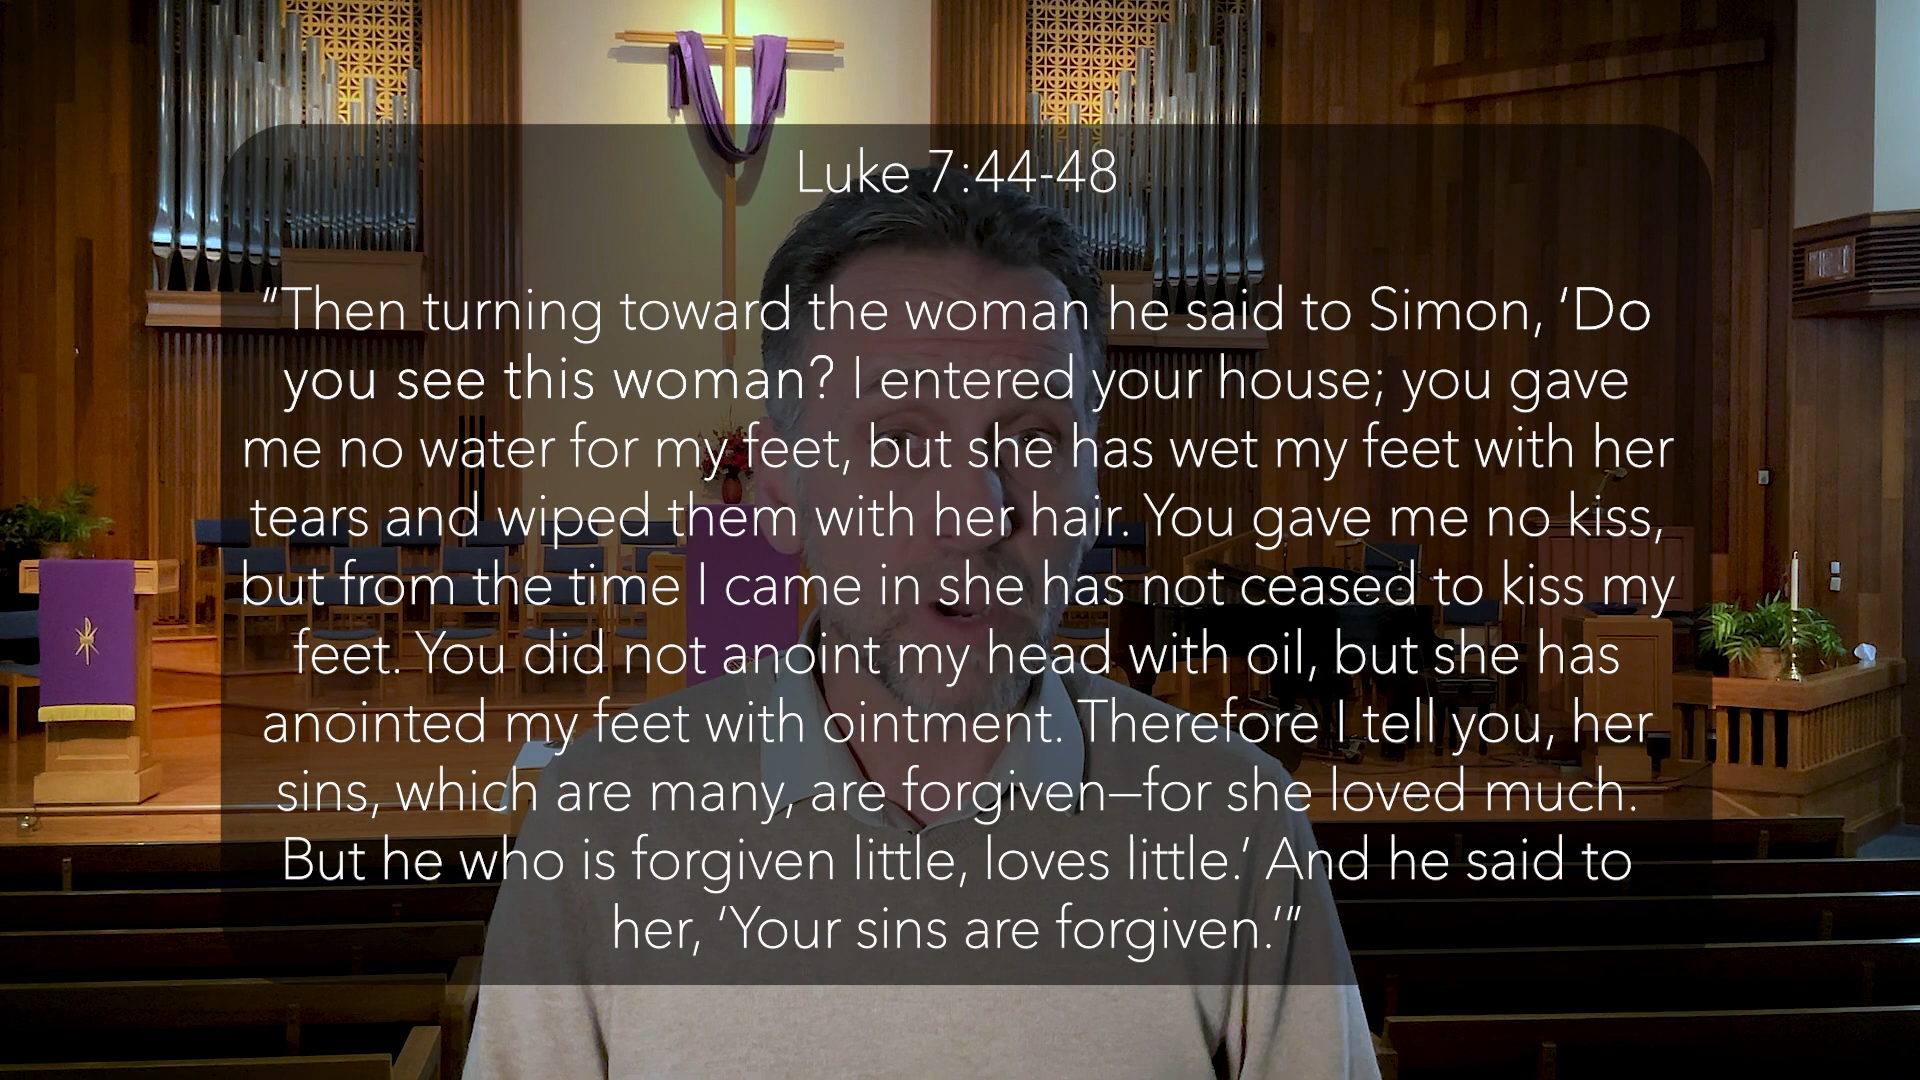 Luke 7:44-48
“Then turning toward the woman he said to Simon, ‘Do
you see this woman? I entered your house; you gave
me no water for my feet, but she has wet my feet with her
tears and wiped them with her hair. You gave me no kiss,
but from the time I came in she has not ceased to kiss my
feet. You did not anoint my head with oil, but she has
anointed my feet with ointment. Therefore I tell you, her
sins, which are many, are forgiven—for she loved much.
But he who is forgiven little, loves little.’ And he said to
her, ‘Your sins are forgiven.’”